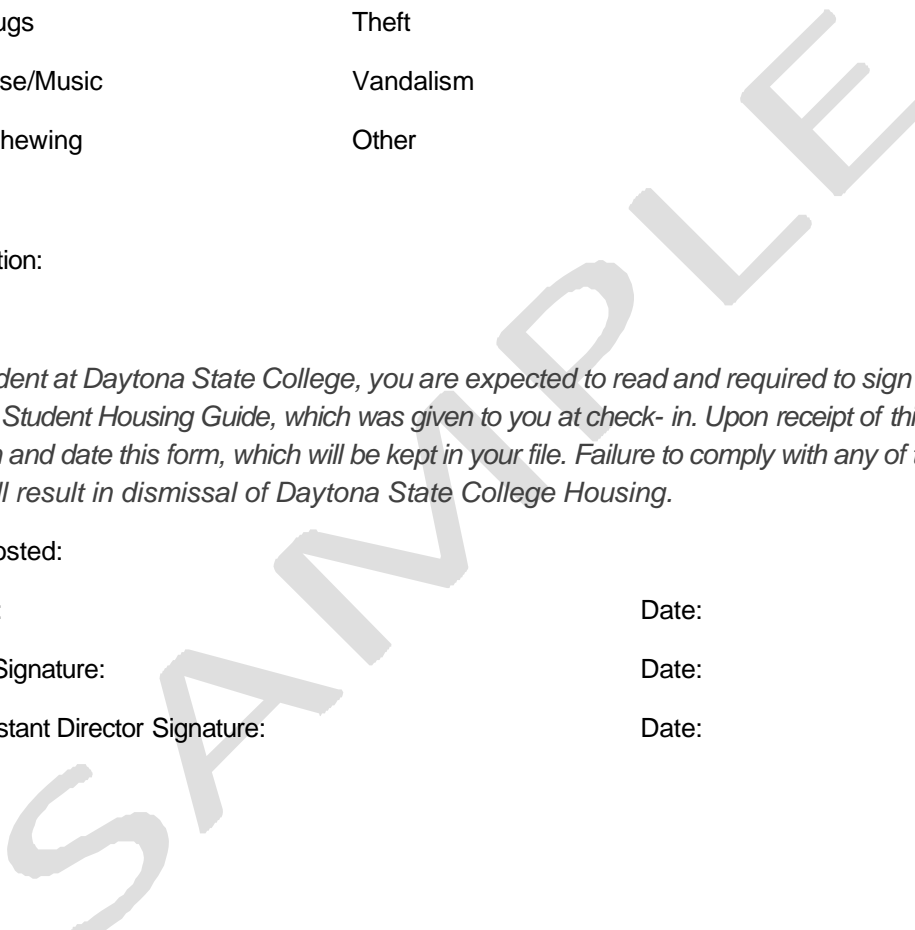 ugs Theft
se/Music Vandalism
hewing Other
tion:
dent at Daytona State College, you are expected to read and required to sign
Student Housing Guide, which was given to you at check- in. Upon receipt of thi
and date this form, which will be kept in your file. Failure to comply with any of t
ll result in dismissal of Daytona State College Housing.
osted:
: Date:
Signature: Date:
stant Director Signature: Date:
SAMPLE